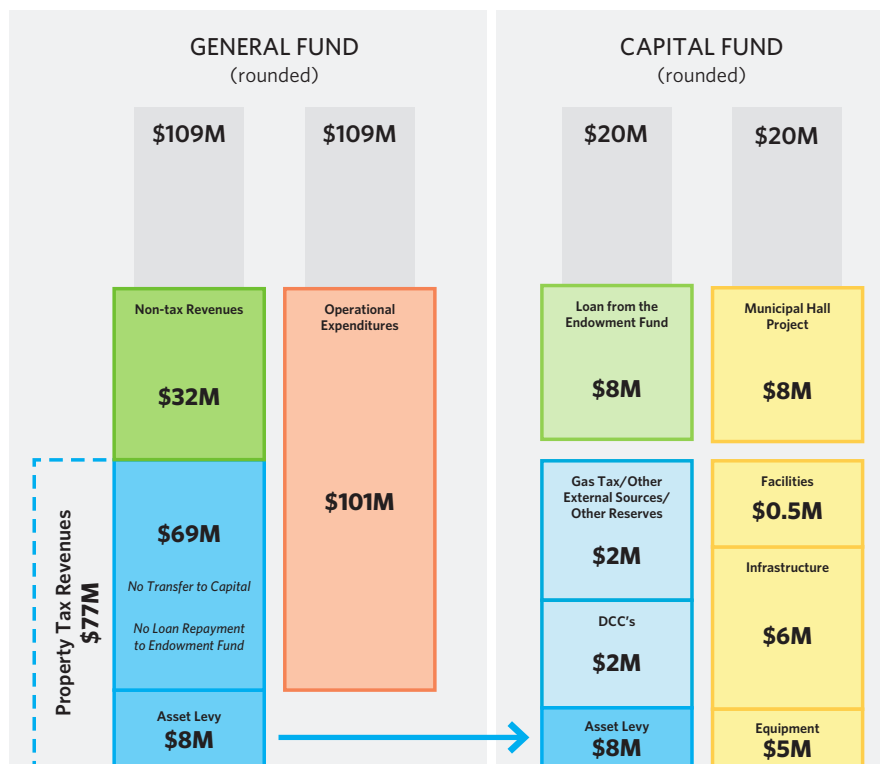 GENERAL FUND
(rounded)
$109M
$109M
Non-tax Revenues
$32M
Operational
Expenditures
$101M
Property Tax Revenues
$77M
$69M
No Transfer to Capital
No Loan Repayment
to Endowment Fund
Asset Levy
$8M
CAPITAL FUND
(rounded)
$20M
$20M
Loan from the
Endowment Fund
$8M
Municipal Hall
Project
$8M
Gas Tax/Other
External Sources/
Other Reserves
$2M
DCC's
$2M
Asset Levy
$8M
Facilities
$0.5M
Infrastructure
$6M
Equipment
$5M